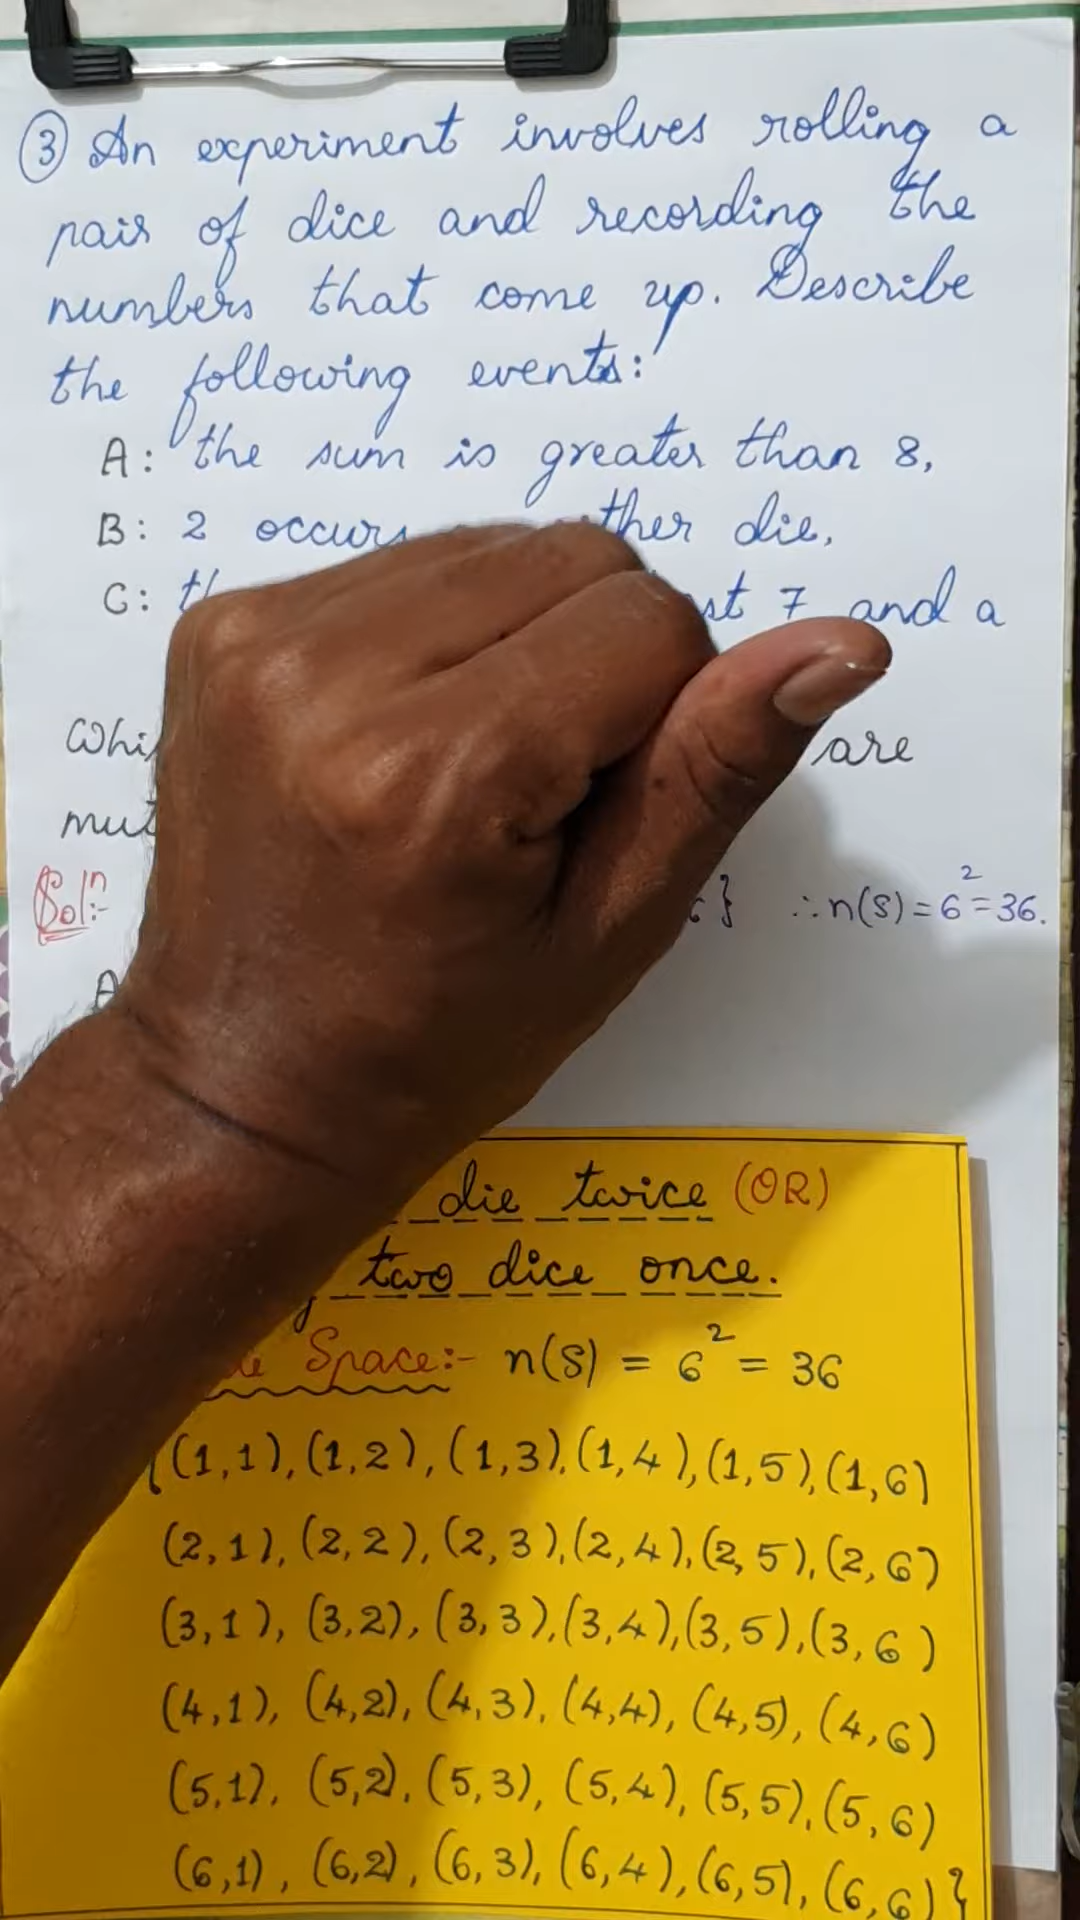 ③ An experiment involves rolling a
pair of dice and recording the
numbers that come up. Describe
the following events:
A: the sum is greater than 8,
B: 2 occurs die,
C: 7 and a
are
Solⁿ:- } ∴n(S) = 6² = 36.
A
die twice (OR)
two dice once.
Space:- n(S) = 6² = 36
{(1,1), (1,2), (1,3), (1,4), (1,5), (1,6)
(2,1), (2,2), (2,3), (2,4), (2,5), (2,6)
(3,1), (3,2), (3,3), (3,4), (3,5), (3,6)
(4,1), (4,2), (4,3), (4,4), (4,5), (4,6)
(5,1), (5,2), (5,3), (5,4), (5,5), (5,6)
(6,1), (6,2), (6,3), (6,4), (6,5), (6,6)}